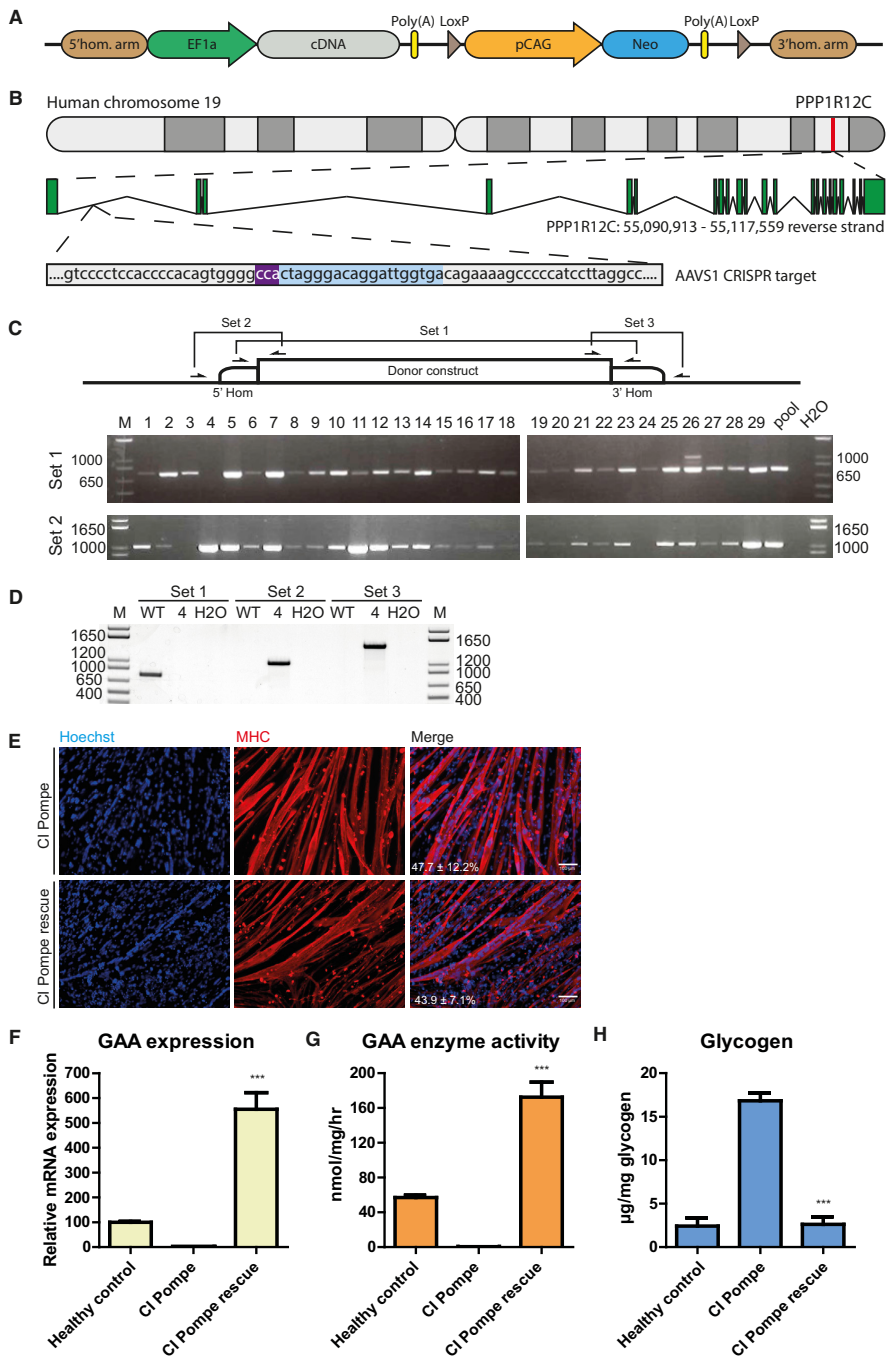 A
Poly(A) LoxP Poly(A) LoxP
5'hom. arm EF1a cDNA pCAG Neo 3'hom. arm
B
Human chromosome 19 PPP1R12C
PPP1R12C: 55,090,913 - 55,117,559 reverse strand
....gtcccctccaccccacagtggggccactagggacaggattggtgacagaaaagcccccatccttaggcc.... AAVS1 CRISPR target
C
Set 2 Set 1 Set 3
Donor construct
5' Hom 3' Hom
M 1 2 3 4 5 6 7 8 9 10 11 12 13 14 15 16 17 18 19 20 21 22 23 24 25 26 27 28 29 pool H2O
Set 1
1000 1000
650 650
Set 2
1650 1650
1000 1000
D
Set 1 Set 2 Set 3
M WT 4 H2O WT 4 H2O WT 4 H2O M
1650 1650
1200 1200
1000 1000
650 650
400 400
E
Hoechst MHC Merge
CI Pompe
47.7 ± 12.2%
100 µm
CI Pompe rescue
43.9 ± 7.1%
100 µm
F
GAA expression
Relative mRNA expression
700
600
500
400
300
200
100
0
***
Healthy control
CI Pompe
CI Pompe rescue
G
GAA enzyme activity
nmol/mg/hr
200
160
120
80
40
0
***
Healthy control
CI Pompe
CI Pompe rescue
H
Glycogen
µg/mg glycogen
20
15
10
5
0
***
Healthy control
CI Pompe
CI Pompe rescue